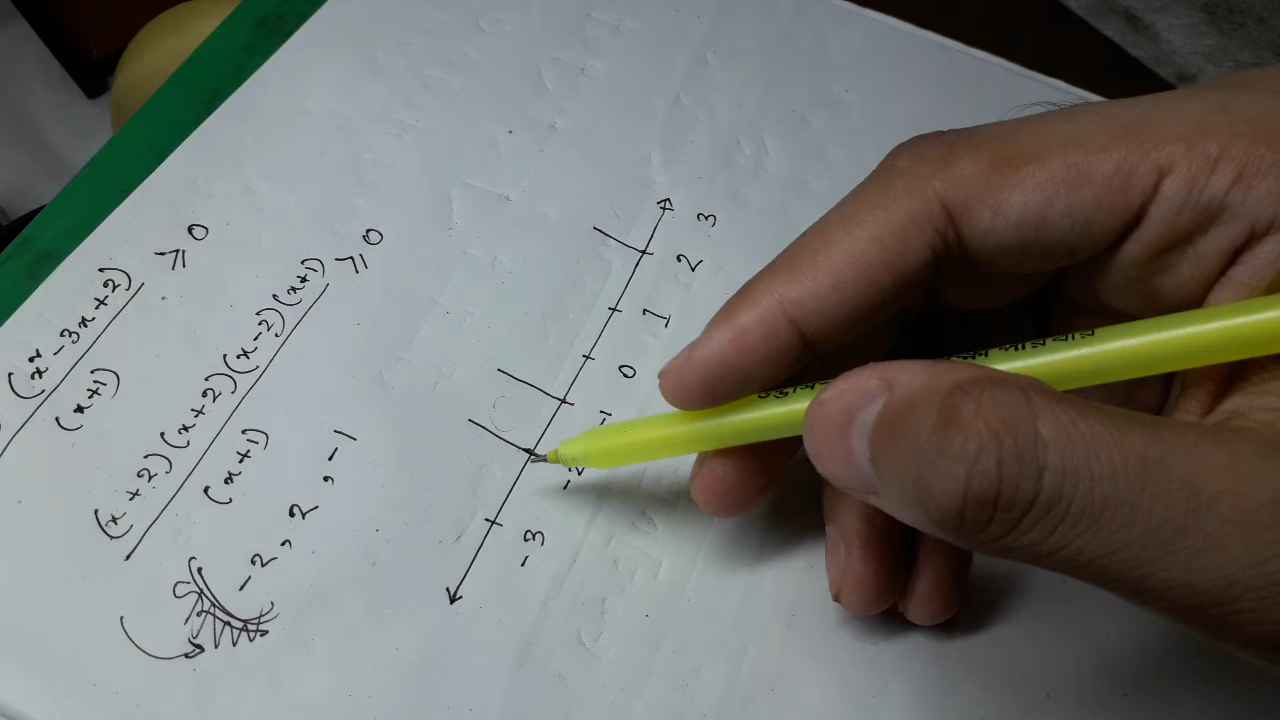 (x² - 3x + 2) ≥ 0
(x+1)
(x+2)(x+2)(x-2)(x+1) ≥ 0
(x+1)
-2, 2, -1
-3 -2 -1 0 1 2 3